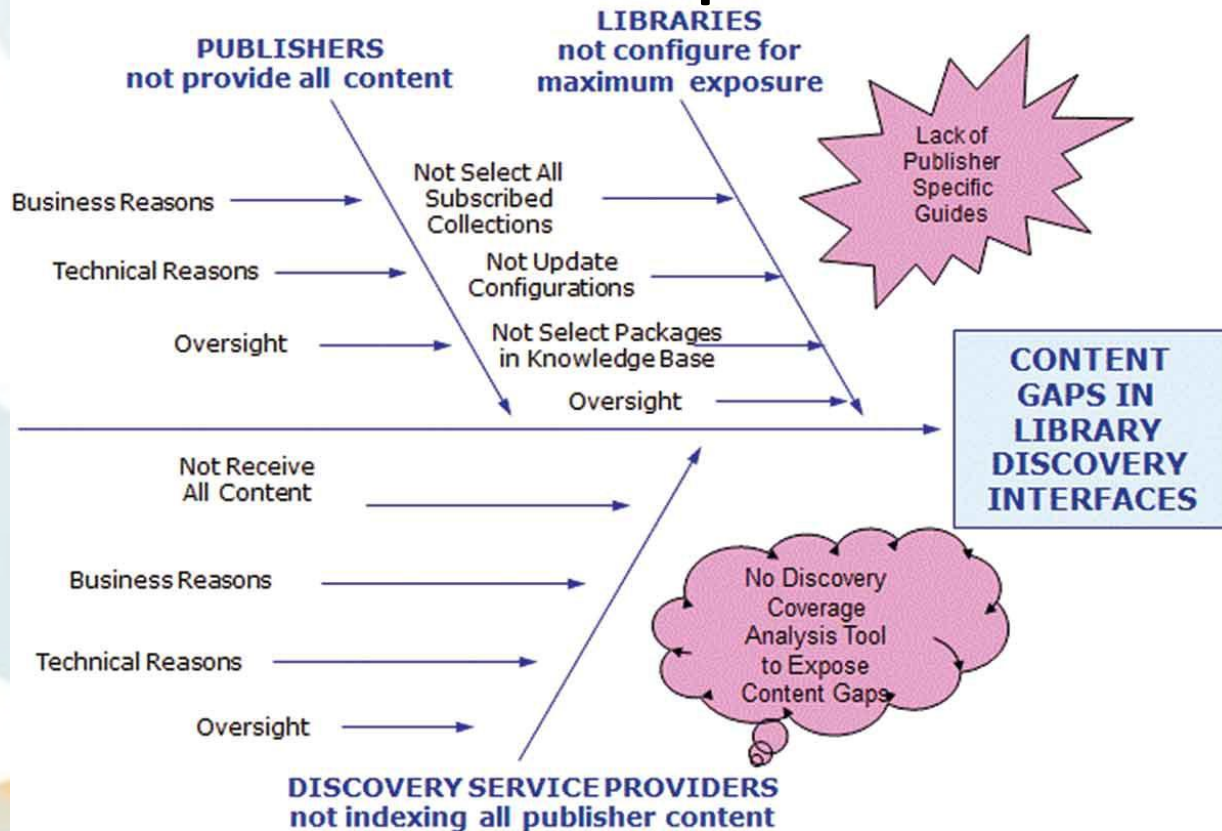 PUBLISHERS
not provide all content
LIBRARIES
not configure for
maximum exposure
Lack of
Publisher
Specific
Guides
Business Reasons
Technical Reasons
Oversight
Not Select All
Subscribed
Collections
Not Update
Configurations
Not Select Packages
in Knowledge Base
Oversight
CONTENT
GAPS IN
LIBRARY
DISCOVERY
INTERFACES
Not Receive
All Content
Business Reasons
Technical Reasons
Oversight
No Discovery
Coverage
Analysis Tool
to Expose
Content Gaps
DISCOVERY SERVICE PROVIDERS
not indexing all publisher content